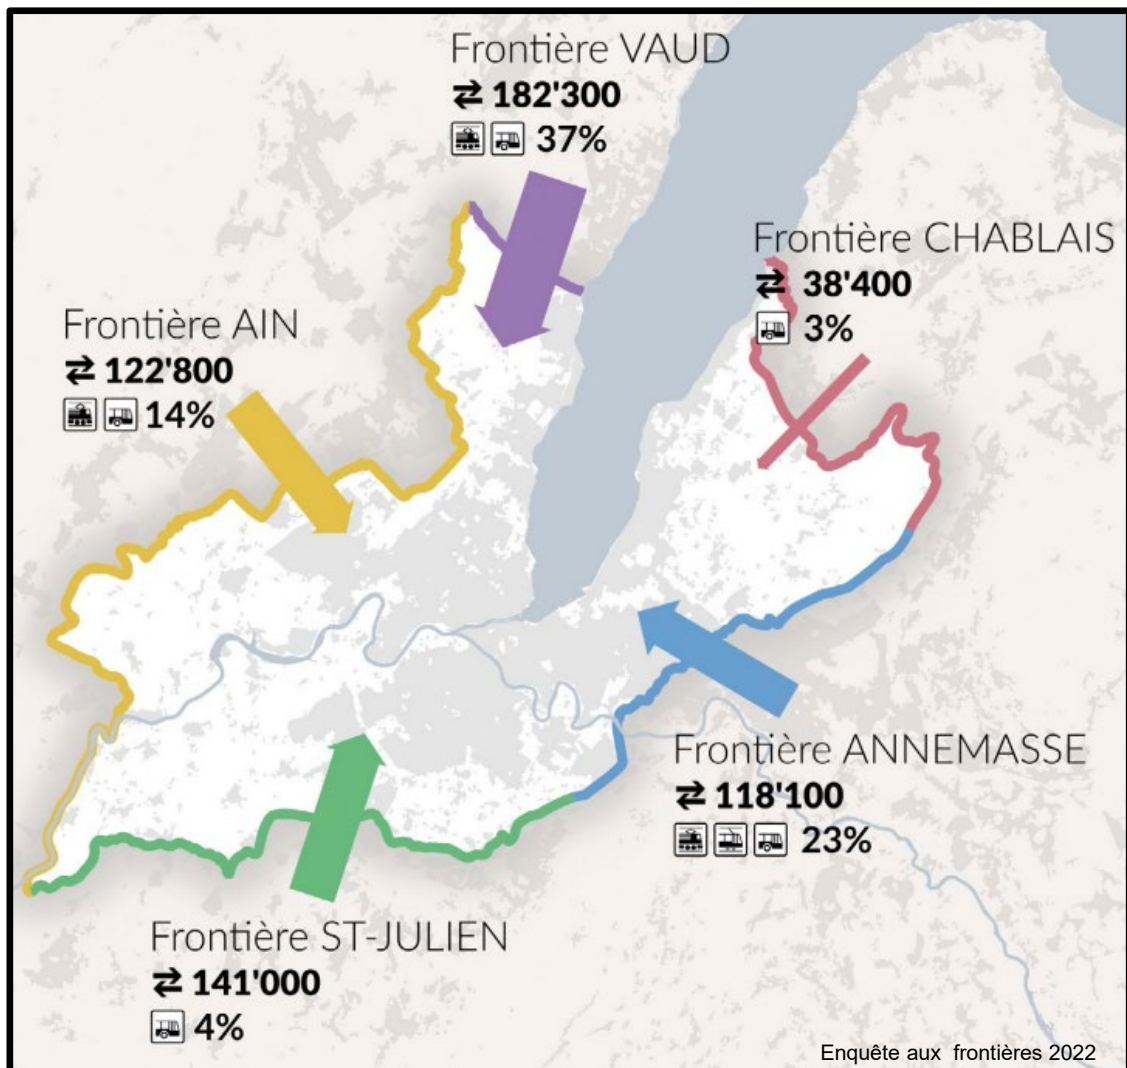 Frontière VAUD
⇄ 182'300
37%
Frontière CHABLAIS
⇄ 38'400
3%
Frontière AIN
⇄ 122'800
14%
Frontière ANNEMASSE
⇄ 118'100
23%
Frontière ST-JULIEN
⇄ 141'000
4%
Enquête aux frontières 2022